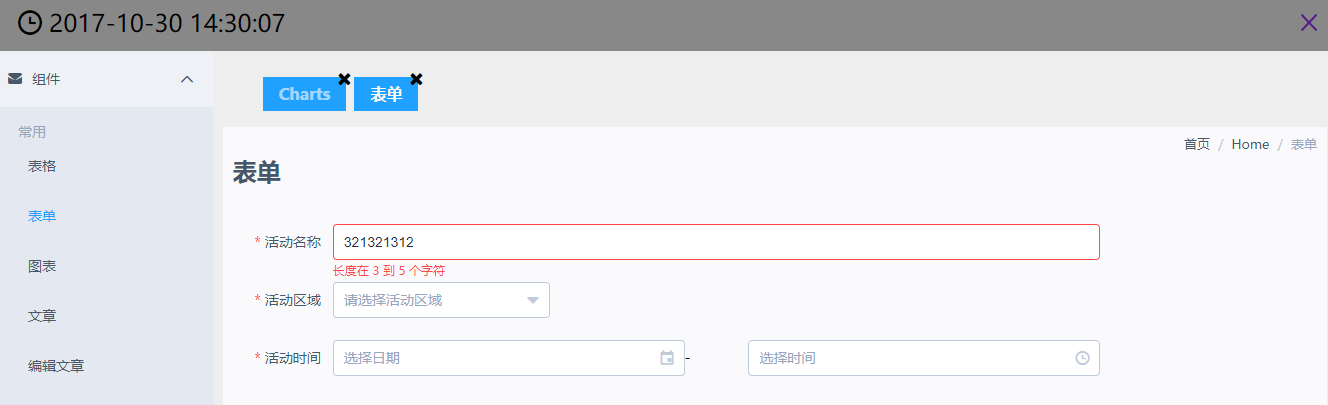 2017-10-30 14:30:07
组件
常用
表格
表单
图表
文章
编辑文章
Charts 表单
首页 / Home / 表单
表单
* 活动名称 321321312
长度在 3 到 5 个字符
* 活动区域 请选择活动区域
* 活动时间 选择日期 - 选择时间